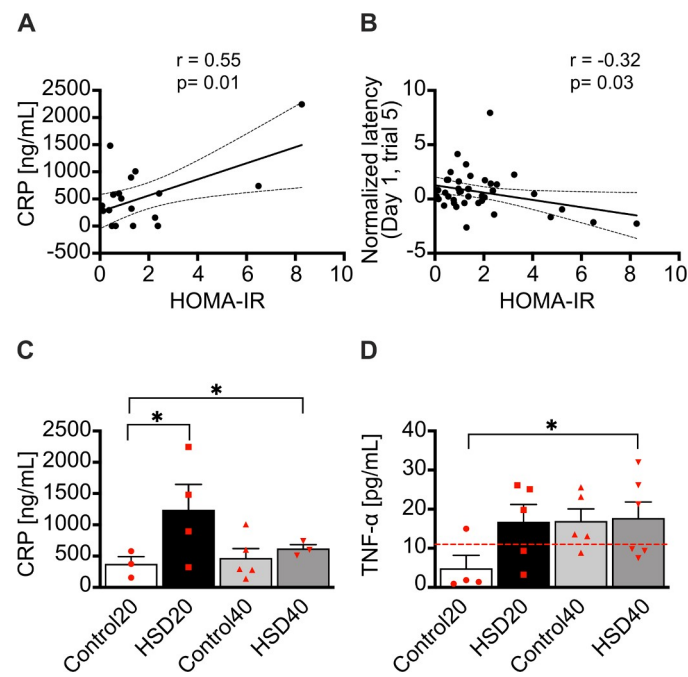 A
r = 0.55
p= 0.01
CRP [ng/mL]
2500
2000
1500
1000
500
0
-500
0 2 4 6 8 10
HOMA-IR
B
r = -0.32
p = 0.03
Normalized latency
(Day 1, trial 5)
10
5
0
-5
0 2 4 6 8 10
HOMA-IR
C
*
*
CRP [ng/mL]
2500
2000
1500
1000
500
0
Control20
HSD20
Control40
HSD40
D
*
TNF-α [pg/mL]
40
30
20
10
0
Control20
HSD20
Control40
HSD40